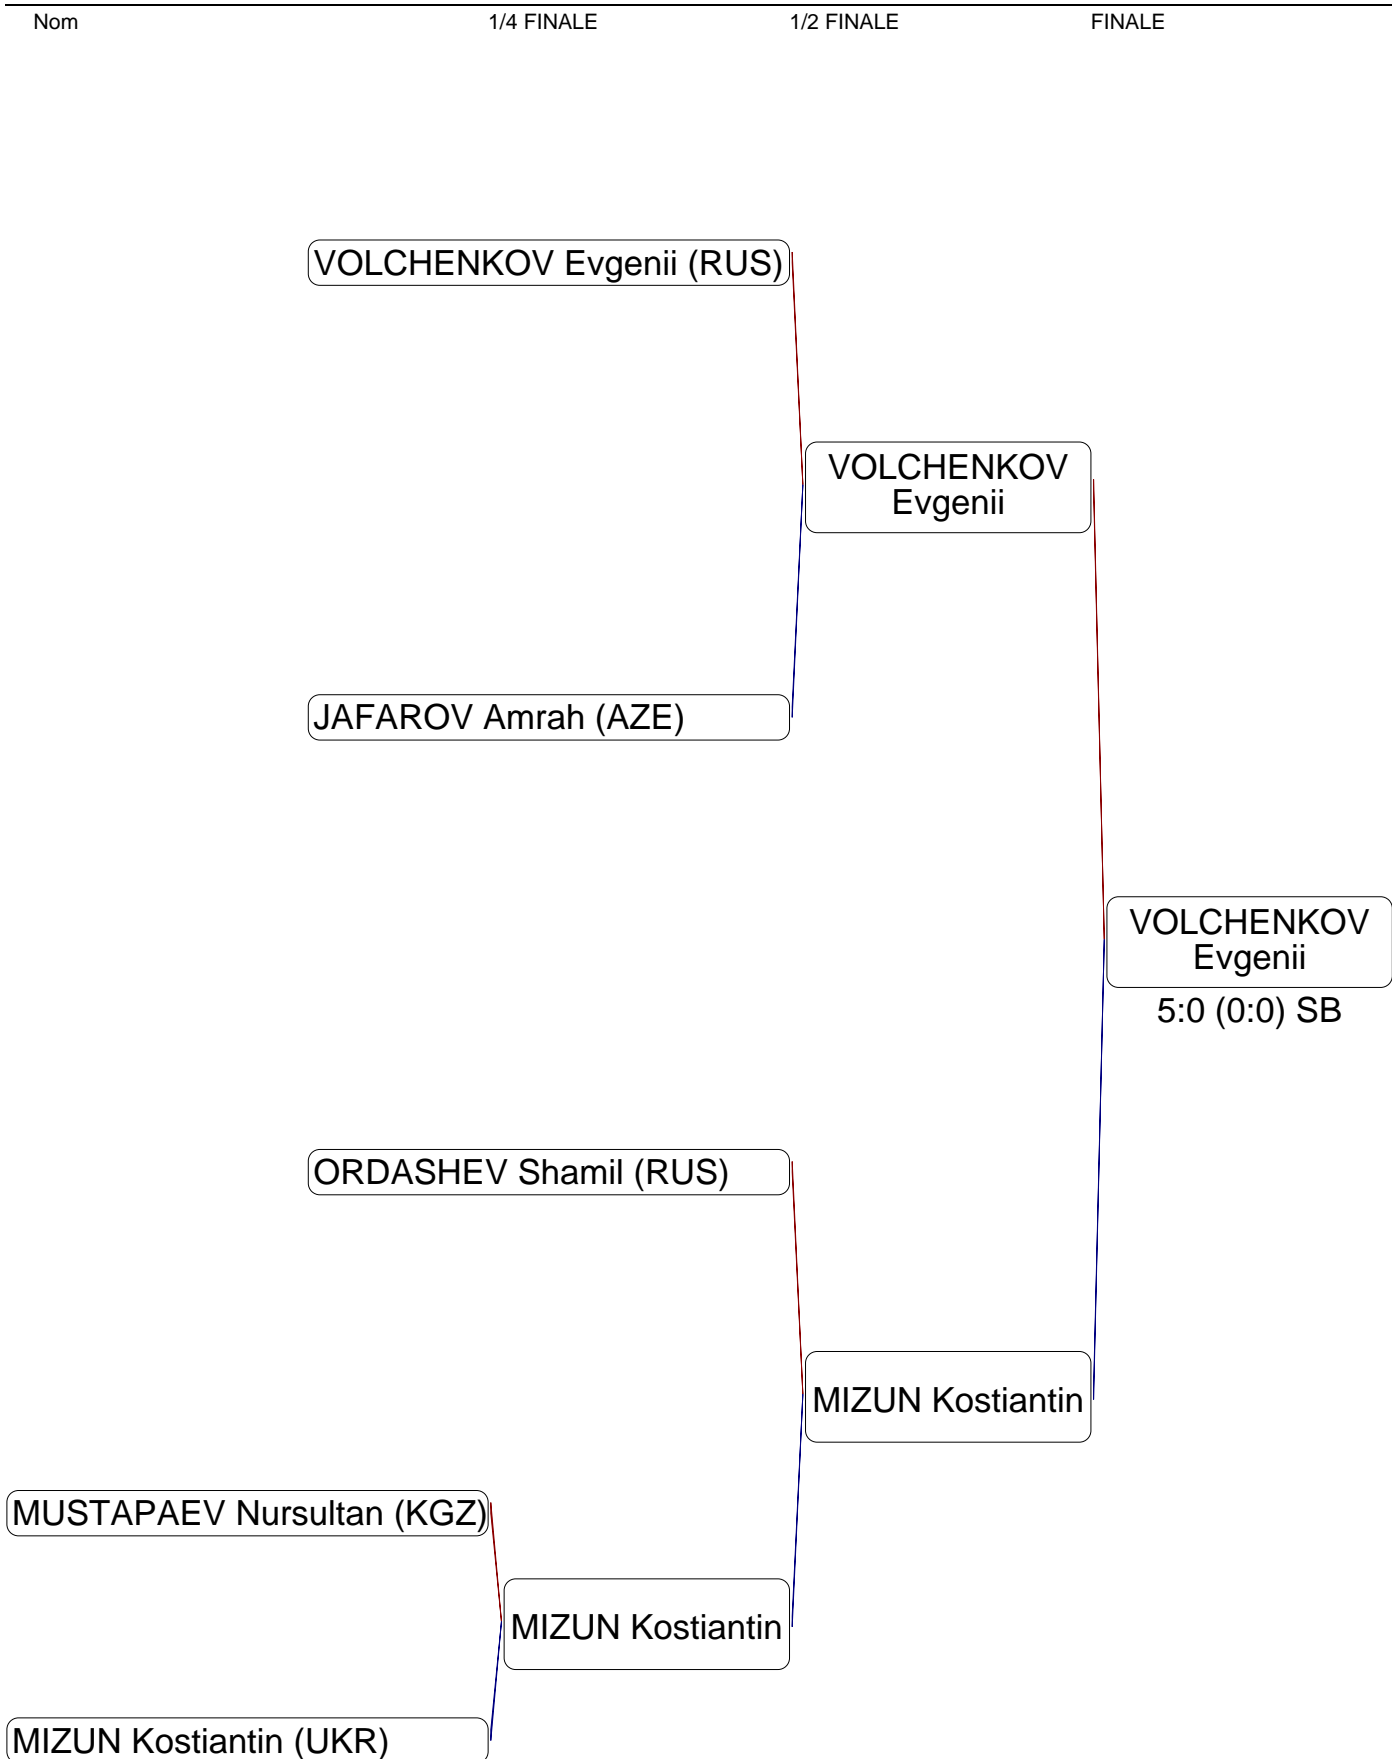 Nom 1/4 FINALE 1/2 FINALE FINALE
VOLCHENKOV Evgenii (RUS)
VOLCHENKOV
Evgenii
JAFAROV Amrah (AZE)
VOLCHENKOV
Evgenii
5:0 (0:0) SB
ORDASHEV Shamil (RUS)
MIZUN Kostiantin
MUSTAPAEV Nursultan (KGZ)
MIZUN Kostiantin
MIZUN Kostiantin (UKR)